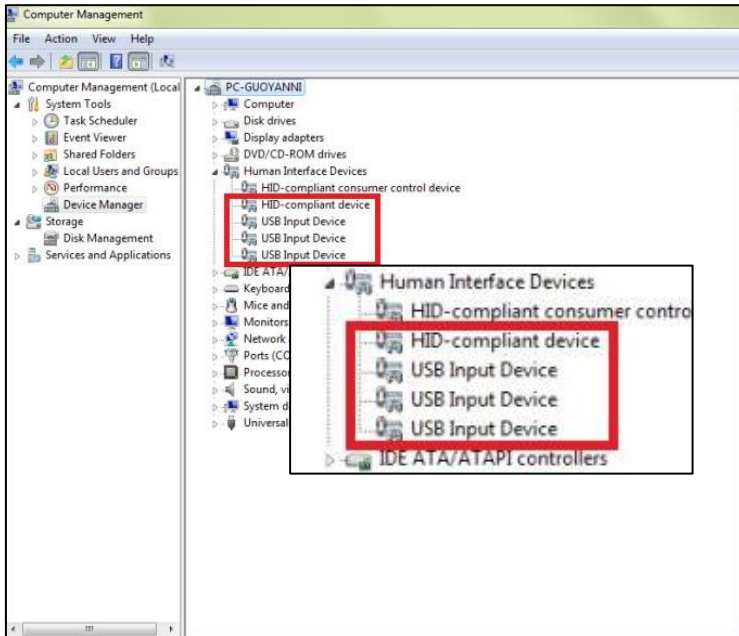 Computer Management
File Action View Help
Computer Management (Local
System Tools
Task Scheduler
Event Viewer
Shared Folders
Local Users and Groups
Performance
Device Manager
Storage
Disk Management
Services and Applications
PC-GUOYANNI
Computer
Disk drives
Display adapters
DVD/CD-ROM drives
Human Interface Devices
HID-compliant consumer control device
HID-compliant device
USB Input Device
USB Input Device
USB Input Device
IDE ATA/
Keyboard
Mice and
Monitors
Network
Ports (CO
Processo
Sound, vi
System d
Universal
Human Interface Devices
HID-compliant consumer contro
HID-compliant device
USB Input Device
USB Input Device
USB Input Device
IDE ATA/ATAPI controllers